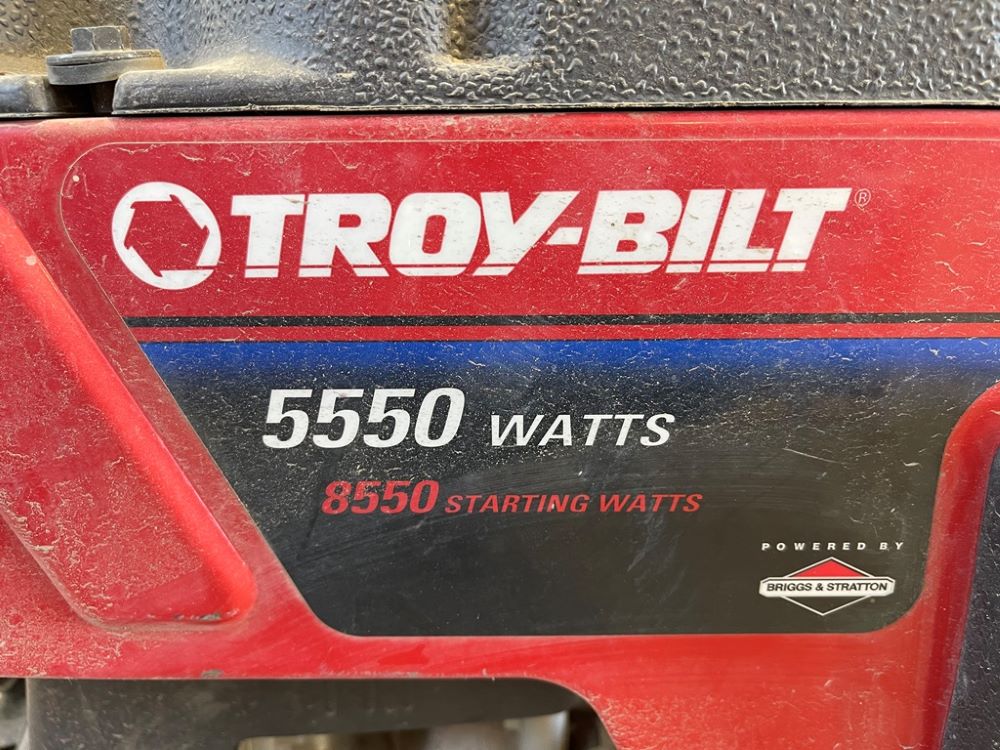 TROY-BILT®
5550 WATTS
8550 STARTING WATTS
POWERED BY
BRIGGS & STRATTON